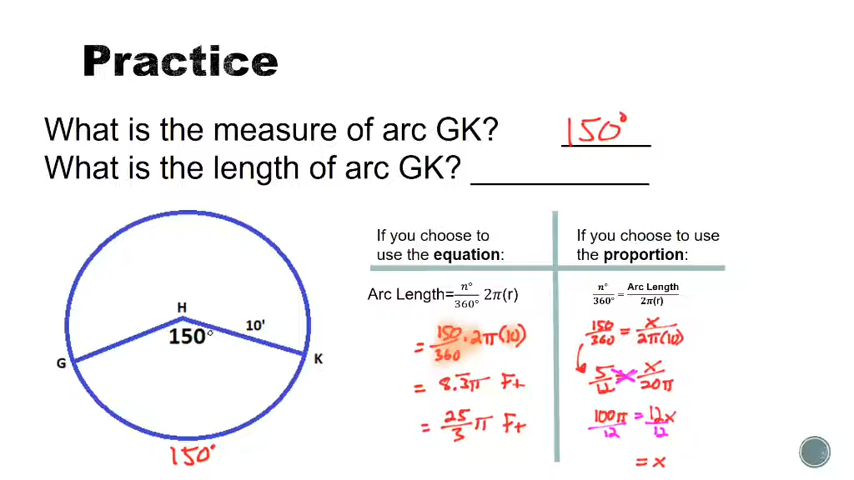 Practice
What is the measure of arc GK? 150°
What is the length of arc GK?
H
150°
10'
G
K
150°
If you choose to
use the equation:
Arc Length= n°/360° 2π(r)
= 150/360 · 2π(10)
= 8.3̅π Ft
= 25/3 π Ft
If you choose to use
the proportion:
n°/360° = Arc Length/2π(r)
150/360 = x/2π(10)
5/12 = x/20π
100π/12 = 12x/12
= x